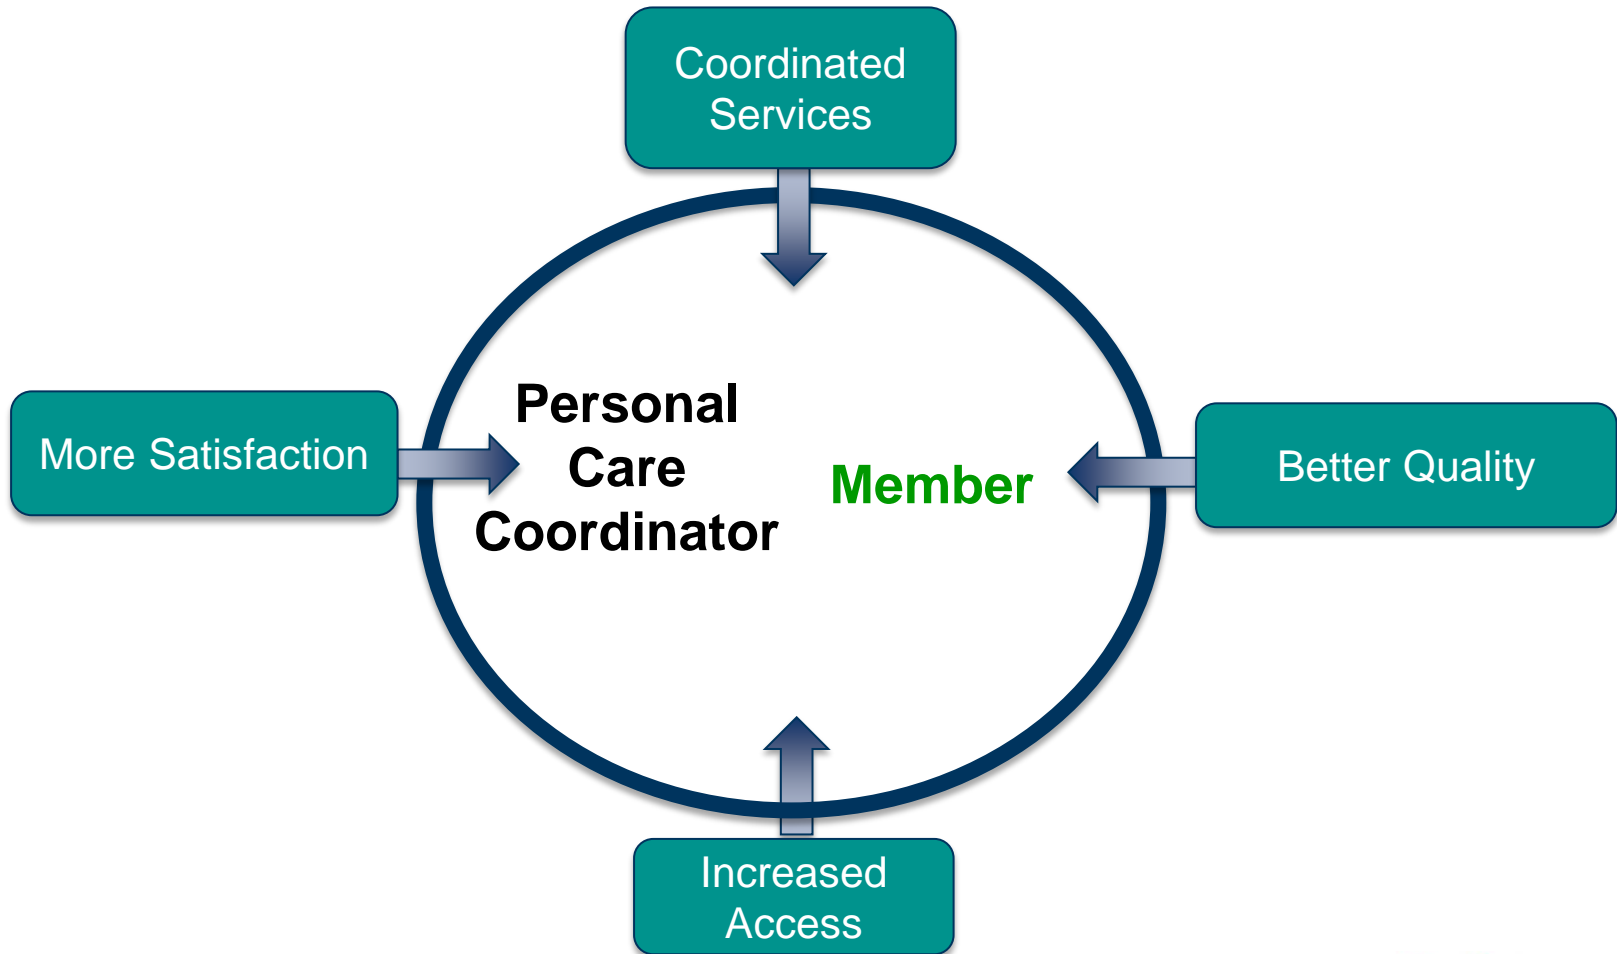 Coordinated
Services
More Satisfaction
Personal
Care
Coordinator
Member
Better Quality
Increased
Access